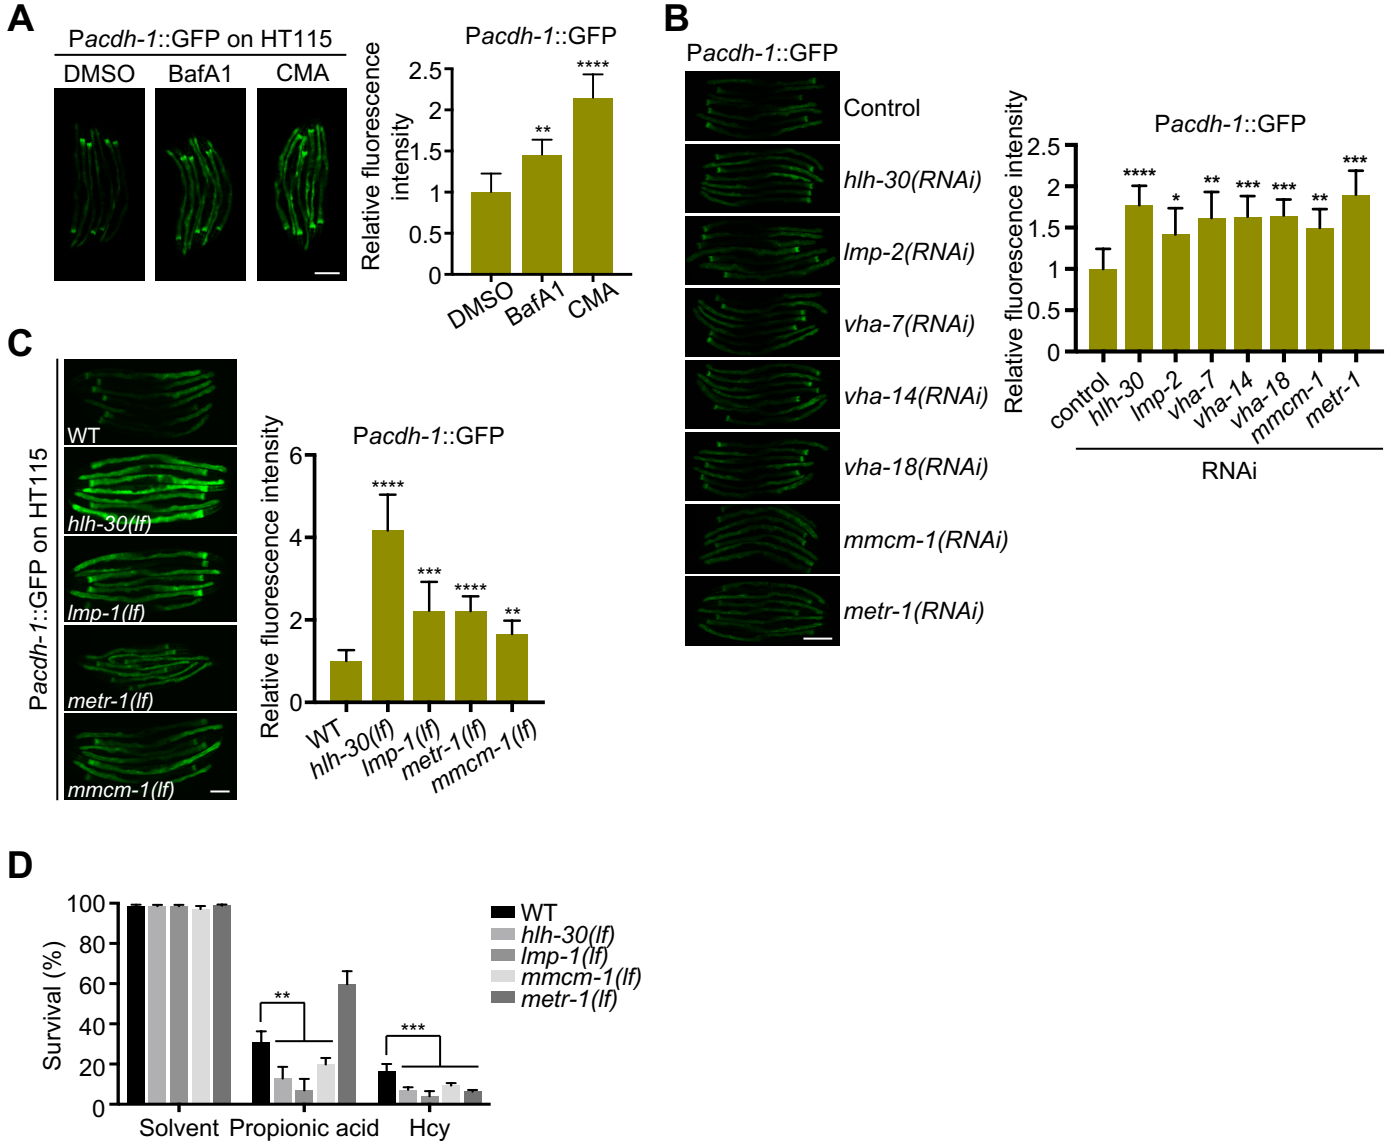 A
Pacdh-1::GFP on HT115
DMSO BafA1 CMA
Pacdh-1::GFP
Relative fluorescence
intensity
2.5
2
1.5
1
0.5
0
**
****
DMSO
BafA1
CMA
B
Pacdh-1::GFP
Control
hlh-30(RNAi)
lmp-2(RNAi)
vha-7(RNAi)
vha-14(RNAi)
vha-18(RNAi)
mmcm-1(RNAi)
metr-1(RNAi)
Pacdh-1::GFP
Relative fluorescence intensity
2.5
2
1.5
1
0.5
0
**** * ** *** *** ** ***
control
hlh-30
lmp-2
vha-7
vha-14
vha-18
mmcm-1
metr-1
RNAi
C
Pacdh-1::GFP on HT115
WT
hlh-30(lf)
lmp-1(lf)
metr-1(lf)
mmcm-1(lf)
Pacdh-1::GFP
Relative fluorescence intensity
6
4
2
0
**** *** **** **
WT
hlh-30(lf)
lmp-1(lf)
metr-1(lf)
mmcm-1(lf)
D
Survival (%)
100
80
60
40
20
0
**
***
Solvent Propionic acid Hcy
WT
hlh-30(lf)
lmp-1(lf)
mmcm-1(lf)
metr-1(lf)